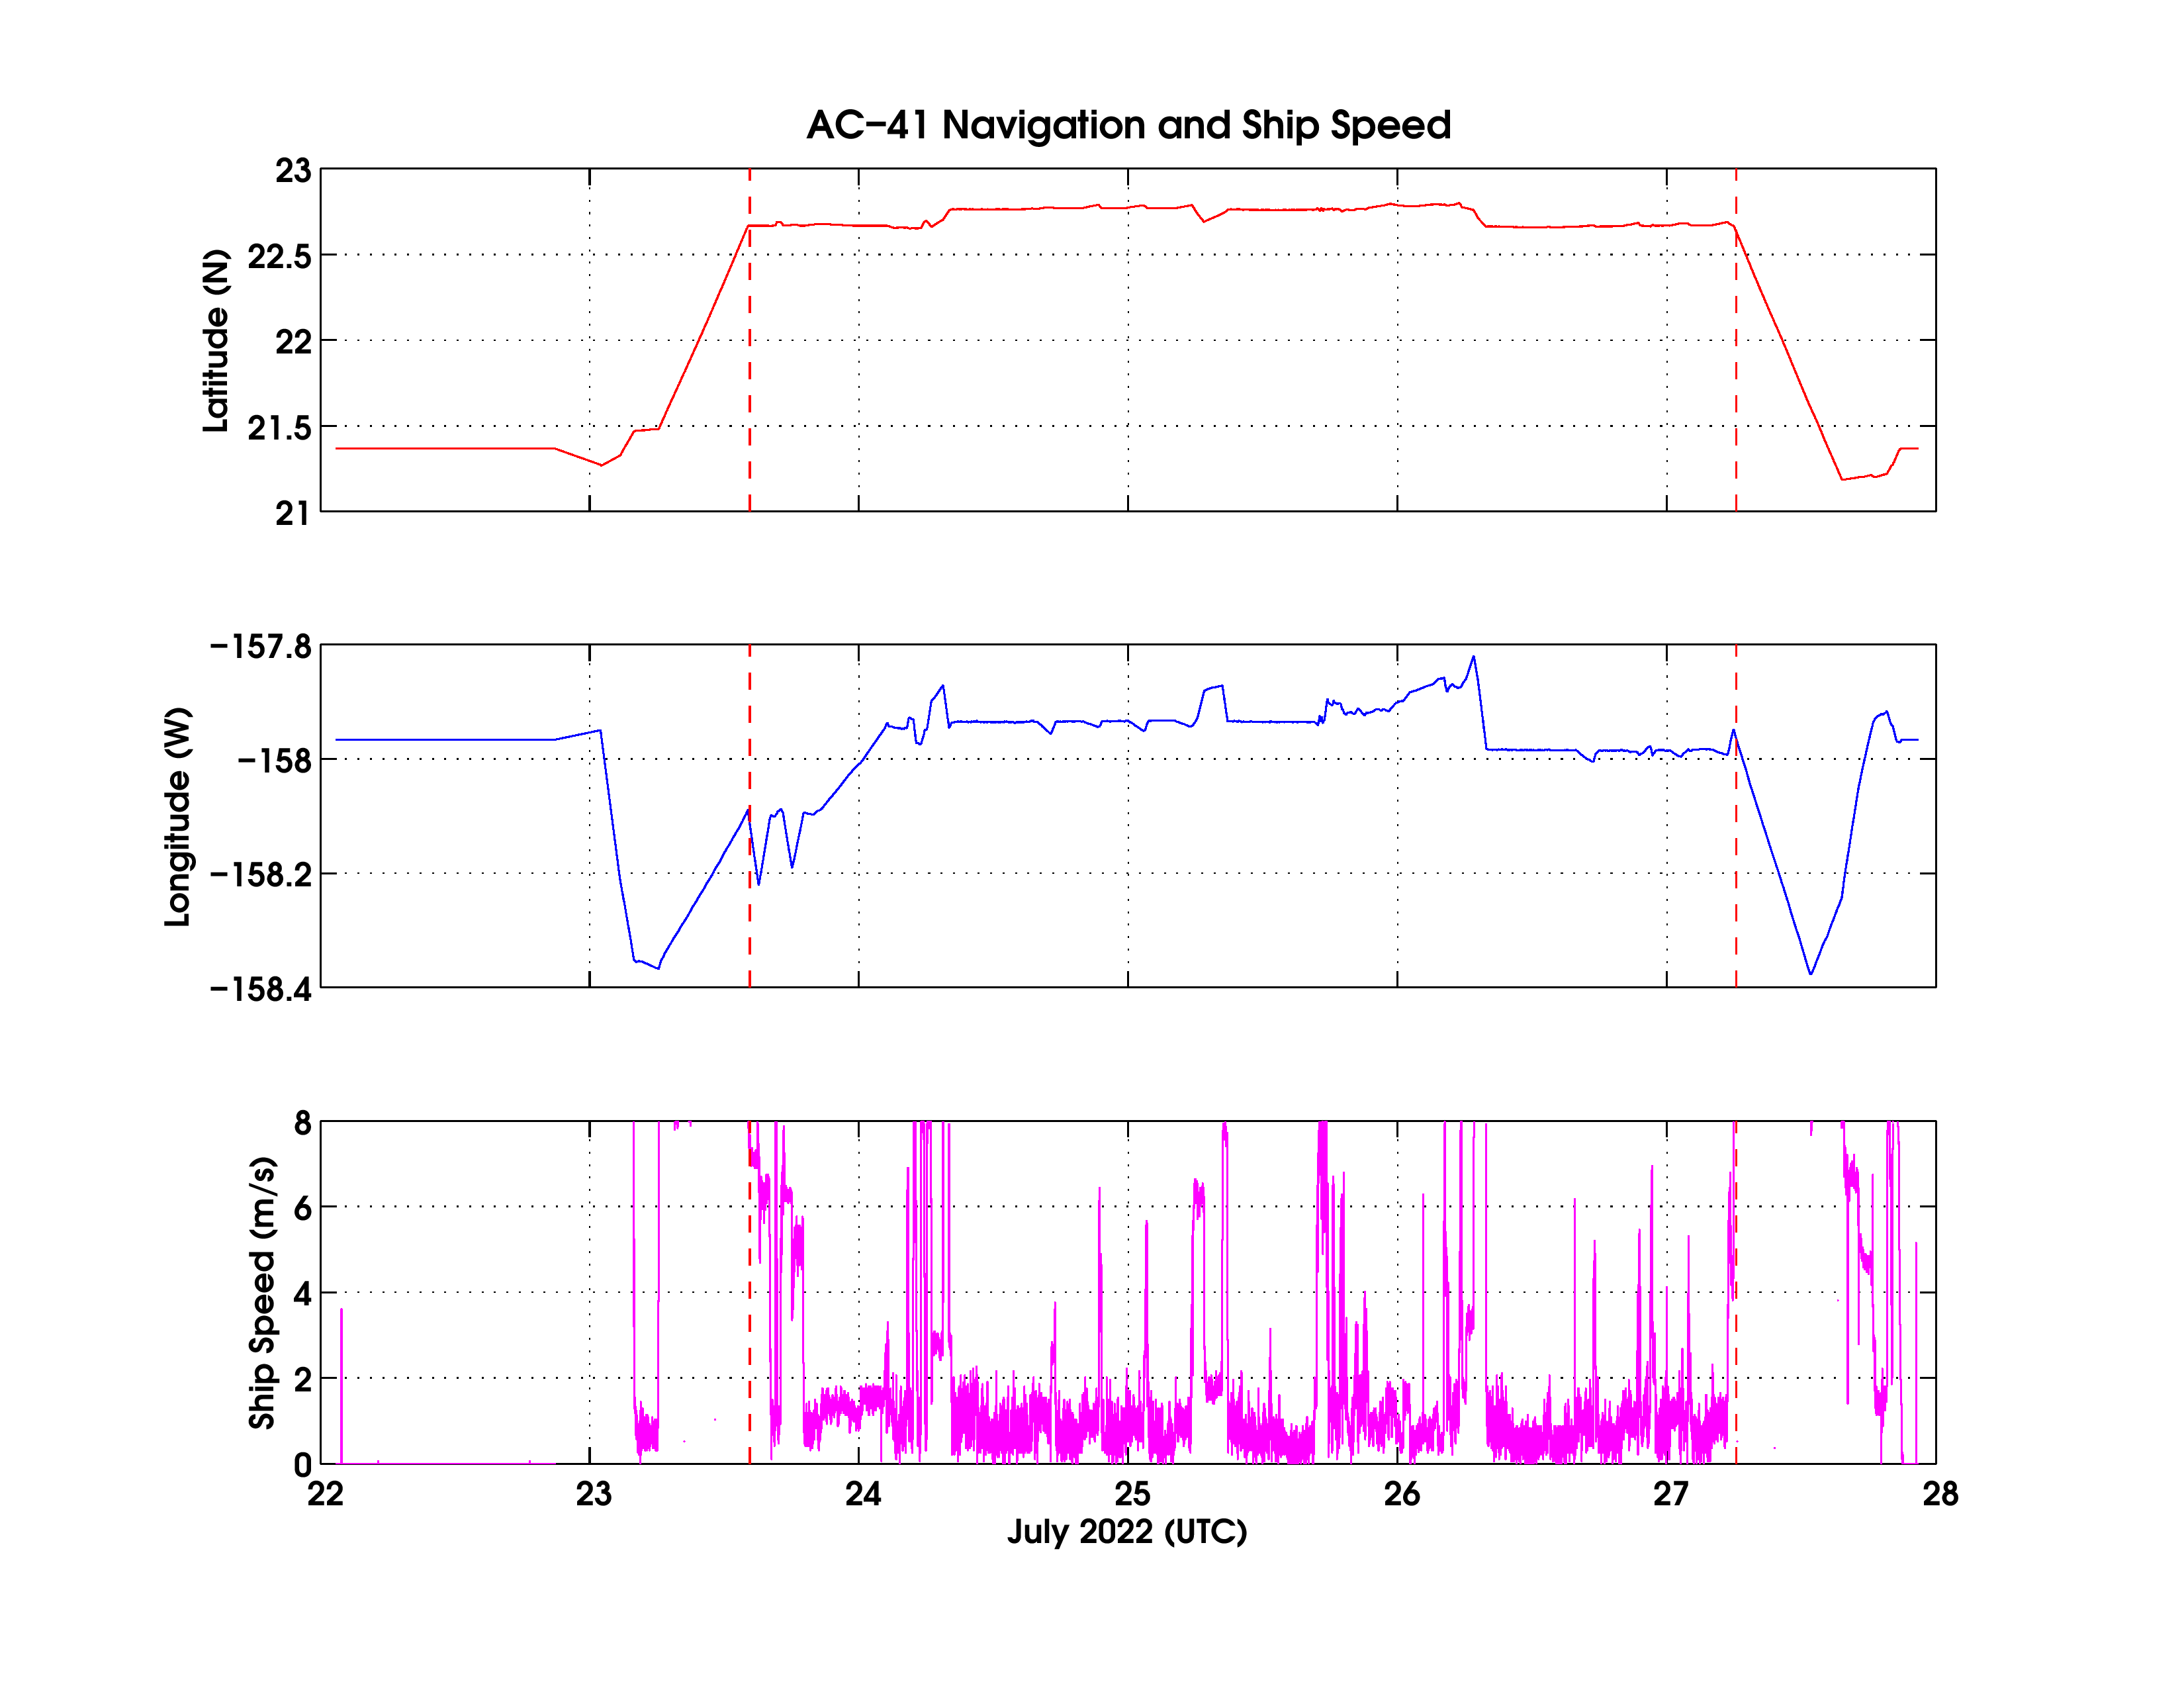 AC−41 Navigation and Ship Speed
23
22.5
22
21.5
21
Latitude (N)
−157.8
−158
−158.2
−158.4
Longitude (W)
8
6
4
2
0
Ship Speed (m/s)
22 23 24 25 26 27 28
July 2022 (UTC)